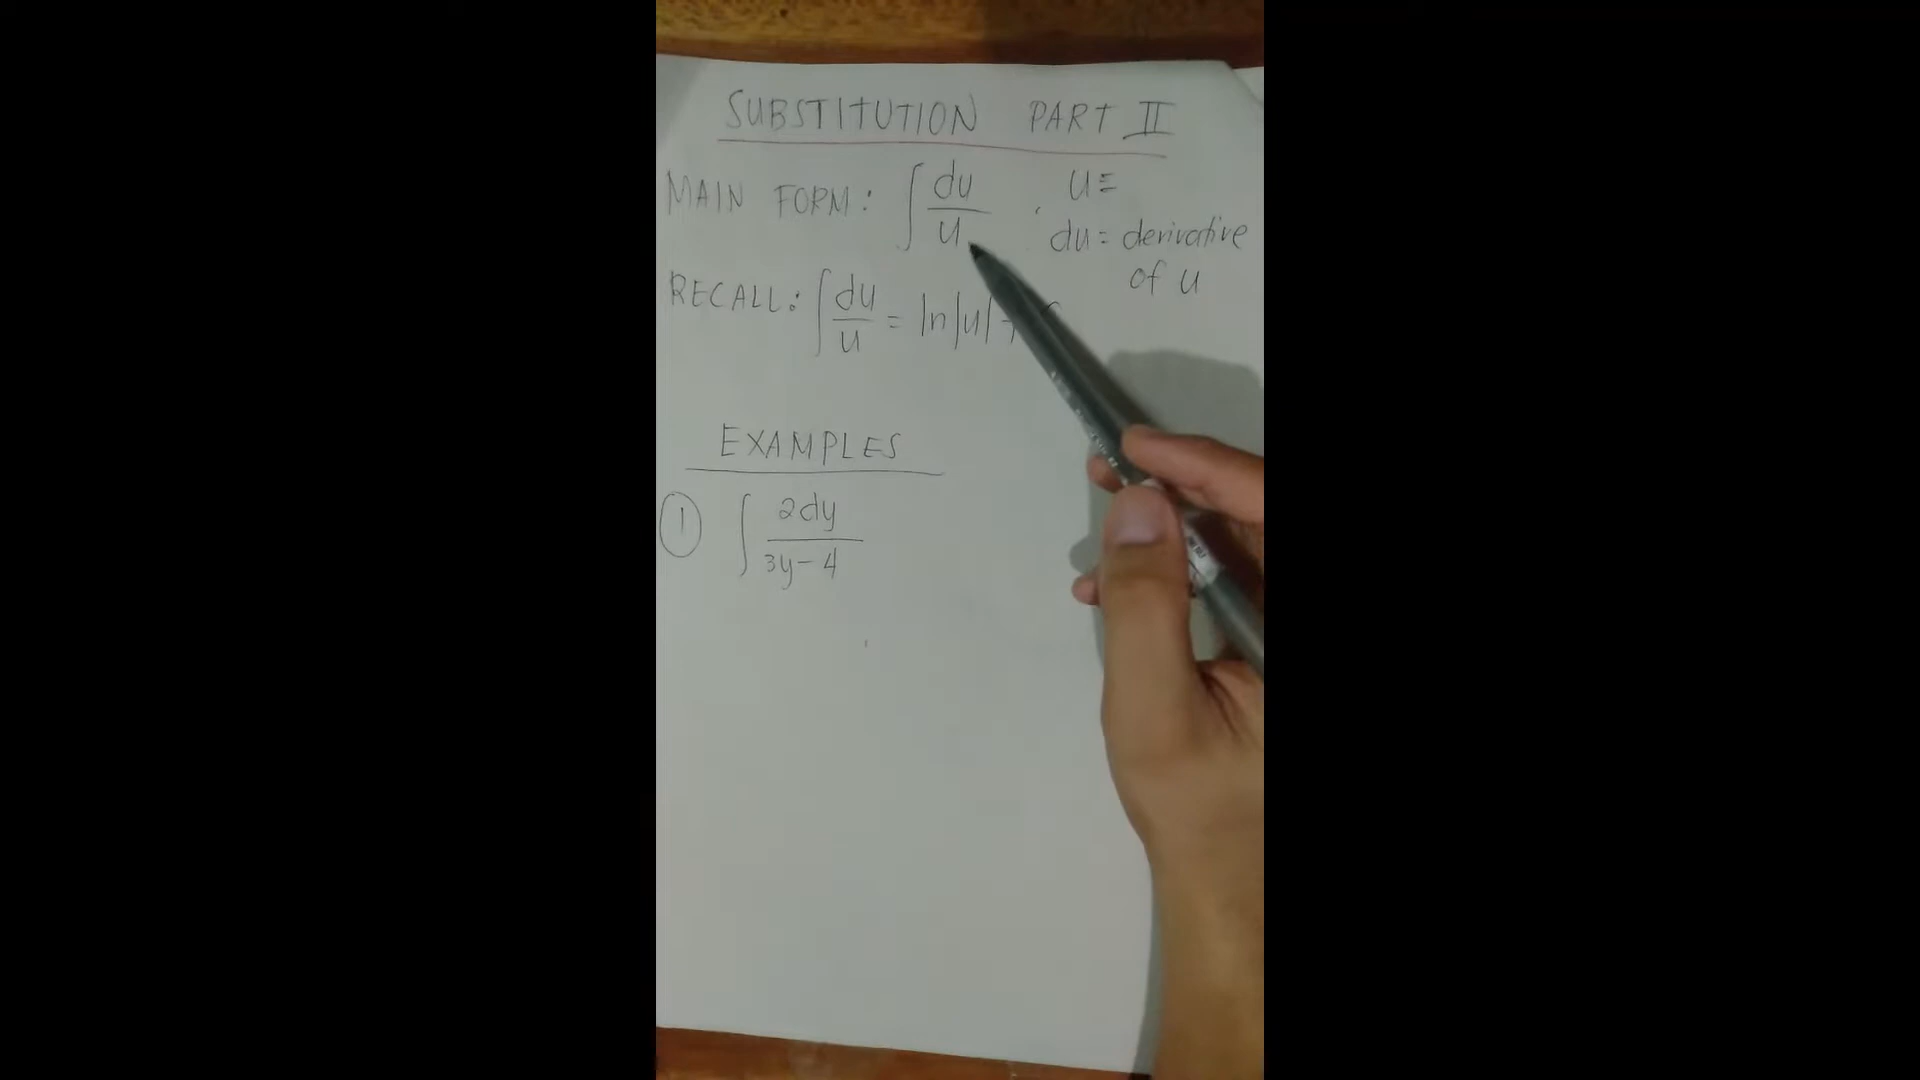 SUBSTITUTION PART II
MAIN FORM: ∫ du/u u =
du = derivative
of u
RECALL: ∫ du/u = ln|u| +
EXAMPLES
① ∫ 2dy/3y-4